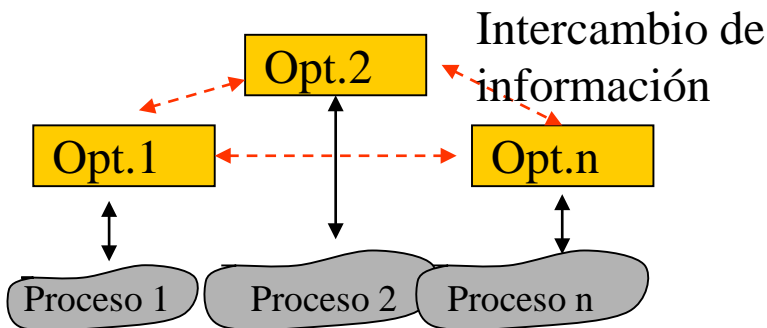 Intercambio de
información
Opt.2
Opt.1
Opt.n
Proceso 1
Proceso 2
Proceso n